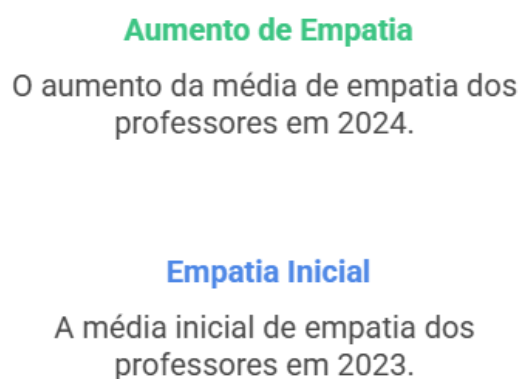 Aumento de Empatia
O aumento da média de empatia dos
professores em 2024.
Empatia Inicial
A média inicial de empatia dos
professores em 2023.